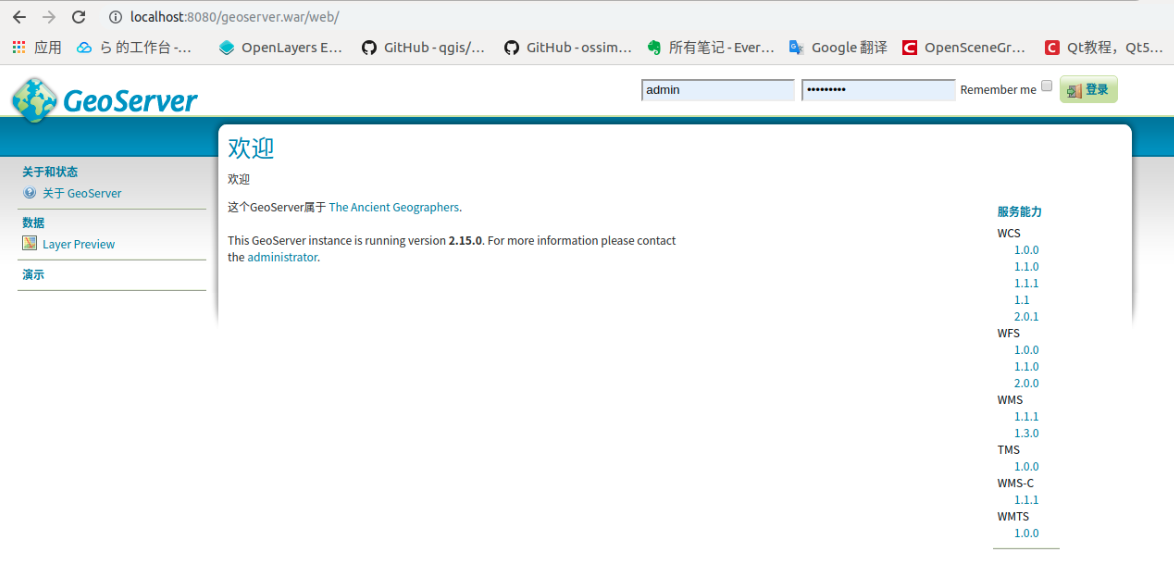 localhost:8080/geoserver.war/web/
应用 ら 的工作台 -... OpenLayers E... GitHub - qgis/... GitHub - ossim... 所有笔记 - Ever... Google 翻译 OpenSceneGr... Qt教程，Qt5...
GeoServer
admin ••••••••• Remember me 登录
欢迎
欢迎
这个GeoServer属于 The Ancient Geographers.
This GeoServer instance is running version 2.15.0. For more information please contact
the administrator.
关于和状态
关于 GeoServer
数据
Layer Preview
演示
服务能力
WCS
1.0.0
1.1.0
1.1.1
1.1
2.0.1
WFS
1.0.0
1.1.0
2.0.0
WMS
1.1.1
1.3.0
TMS
1.0.0
WMS-C
1.1.1
WMTS
1.0.0